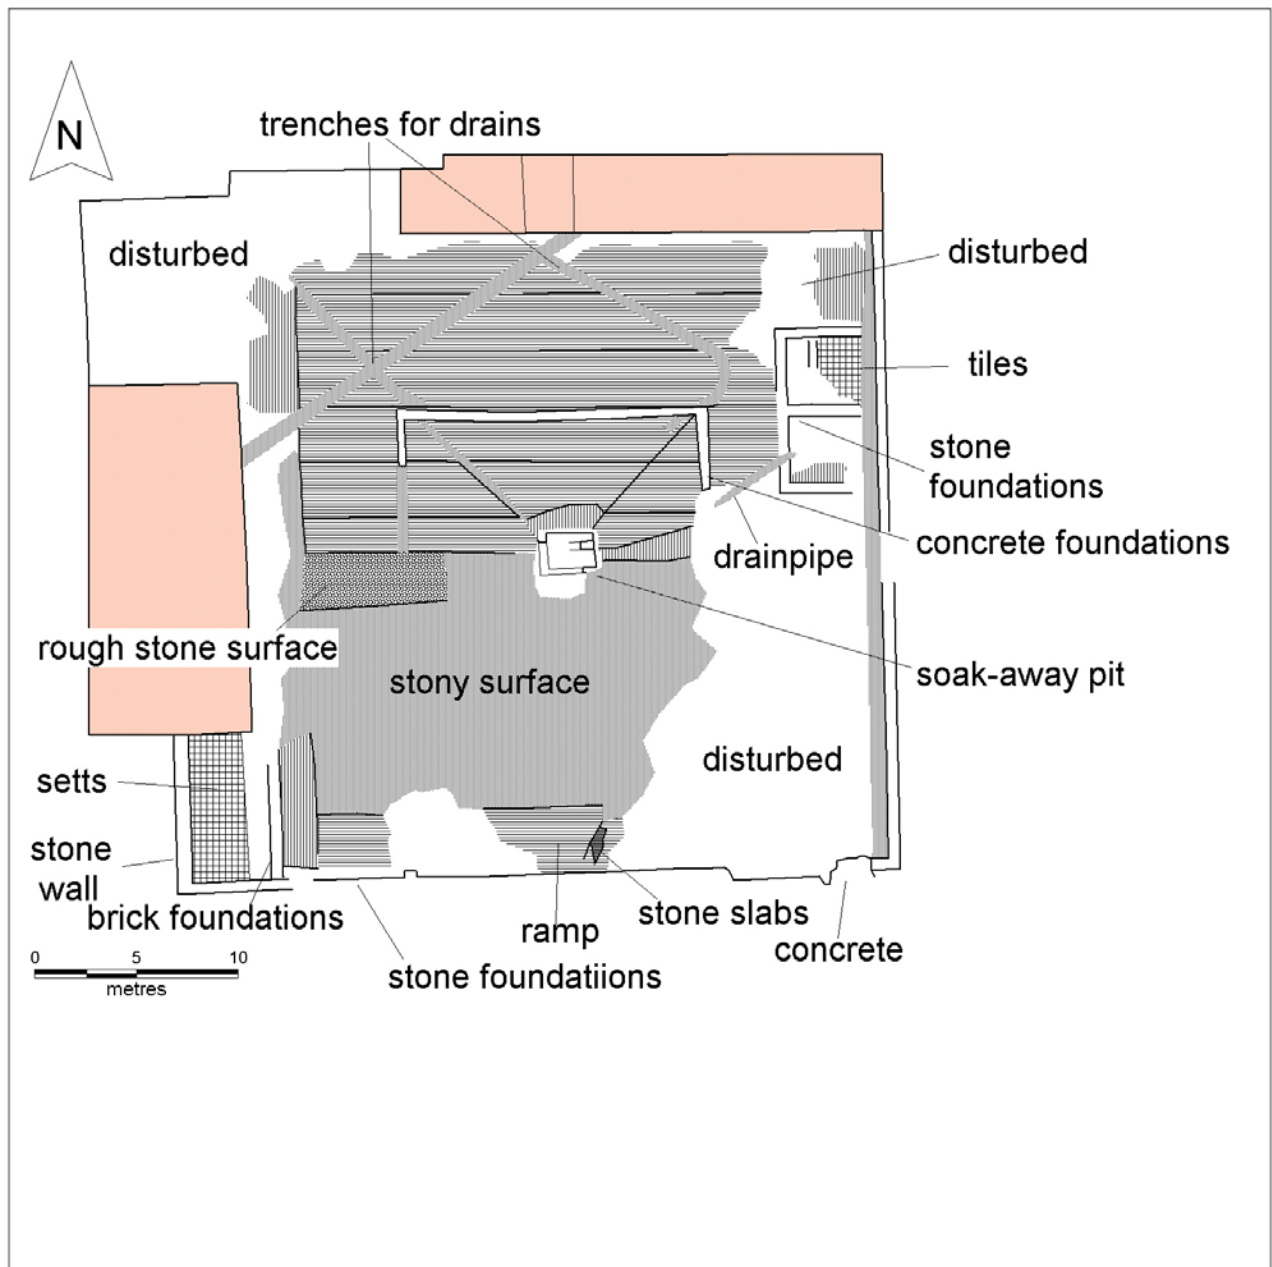 trenches for drains
N
disturbed
disturbed
tiles
stone
foundations
concrete foundations
drainpipe
rough stone surface
soak-away pit
stony surface
disturbed
setts
stone
wall
brick foundations
stone slabs
ramp
concrete
stone foundatiions
0 5 10
metres